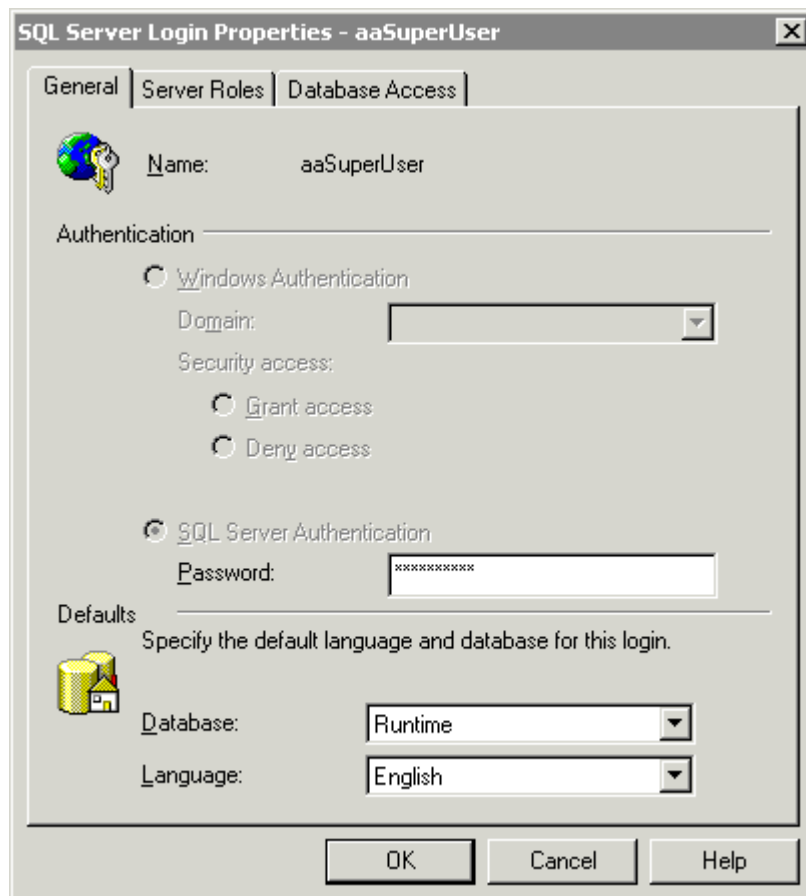 SQL Server Login Properties - aaSuperUser
General Server Roles Database Access
Name: aaSuperUser
Authentication
Windows Authentication
Domain:
Security access:
Grant access
Deny access
SQL Server Authentication
Password: **********
Defaults
Specify the default language and database for this login.
Database: Runtime
Language: English
OK Cancel Help